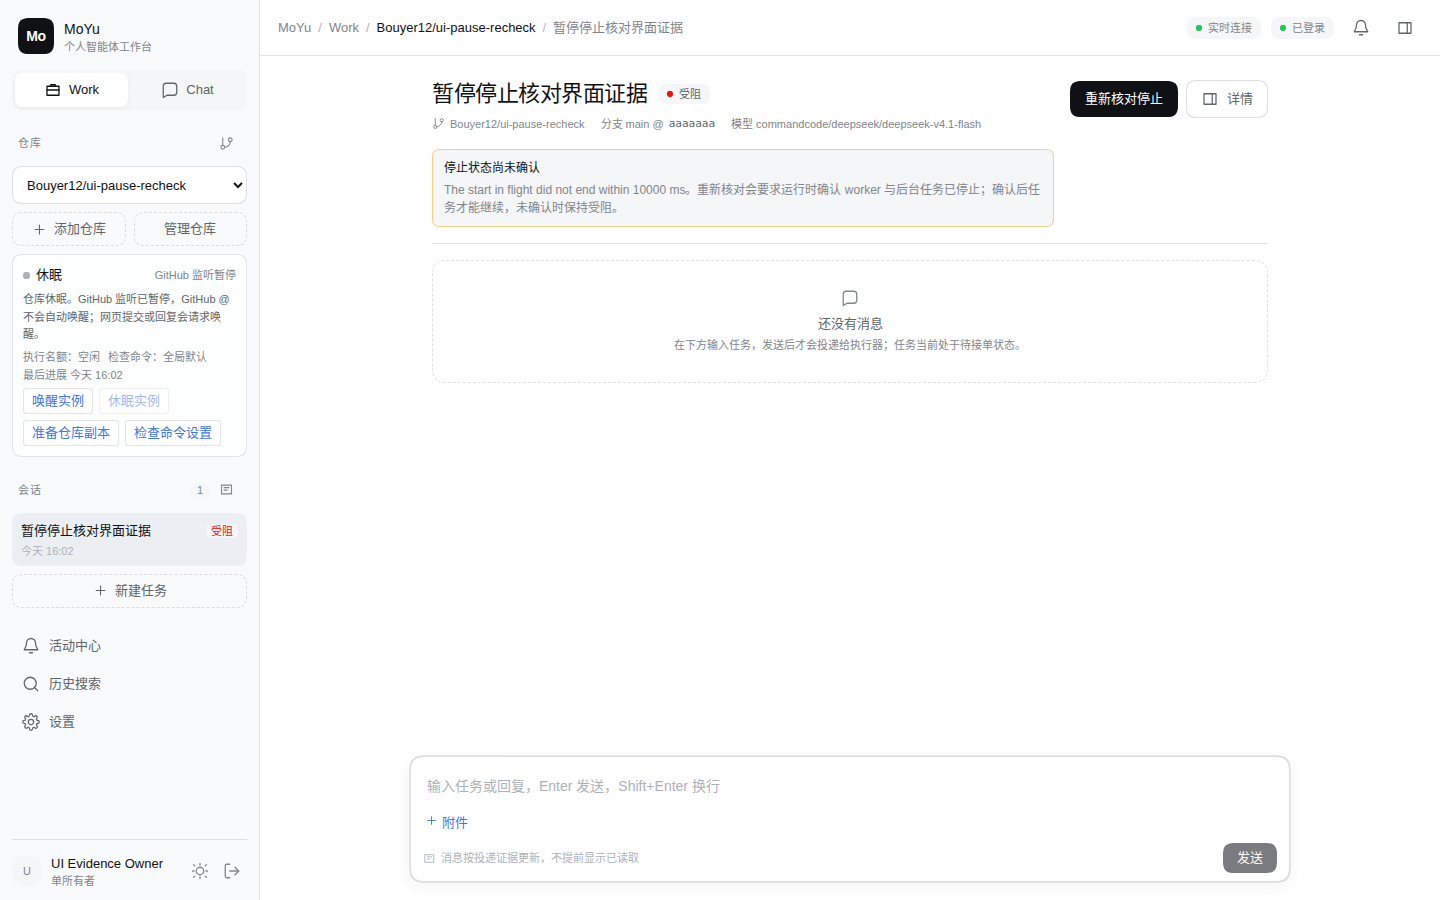 Mo
MoYu
个人智能体工作台
Work
Chat
仓库
Bouyer12/ui-pause-recheck
添加仓库
管理仓库
休眠
GitHub 监听暂停
仓库休眠。GitHub 监听已暂停，GitHub @
不会自动唤醒；网页提交或回复会请求唤
醒。
执行名额：空闲 检查命令：全局默认
最后进展 今天 16:02
唤醒实例
休眠实例
准备仓库副本
检查命令设置
会话
1
暂停停止核对界面证据
受阻
今天 16:02
新建任务
活动中心
历史搜索
设置
U
UI Evidence Owner
单所有者
MoYu / Work / Bouyer12/ui-pause-recheck / 暂停停止核对界面证据
实时连接
已登录
暂停停止核对界面证据
受阻
重新核对停止
详情
Bouyer12/ui-pause-recheck 分支 main @ aaaaaaa 模型 commandcode/deepseek/deepseek-v4.1-flash
停止状态尚未确认
The start in flight did not end within 10000 ms。重新核对会要求运行时确认 worker 与后台任务已停止；确认后任
务才能继续，未确认时保持受阻。
还没有消息
在下方输入任务，发送后才会投递给执行器；任务当前处于待接单状态。
输入任务或回复，Enter 发送，Shift+Enter 换行
附件
消息按投递证据更新，不提前显示已读取
发送